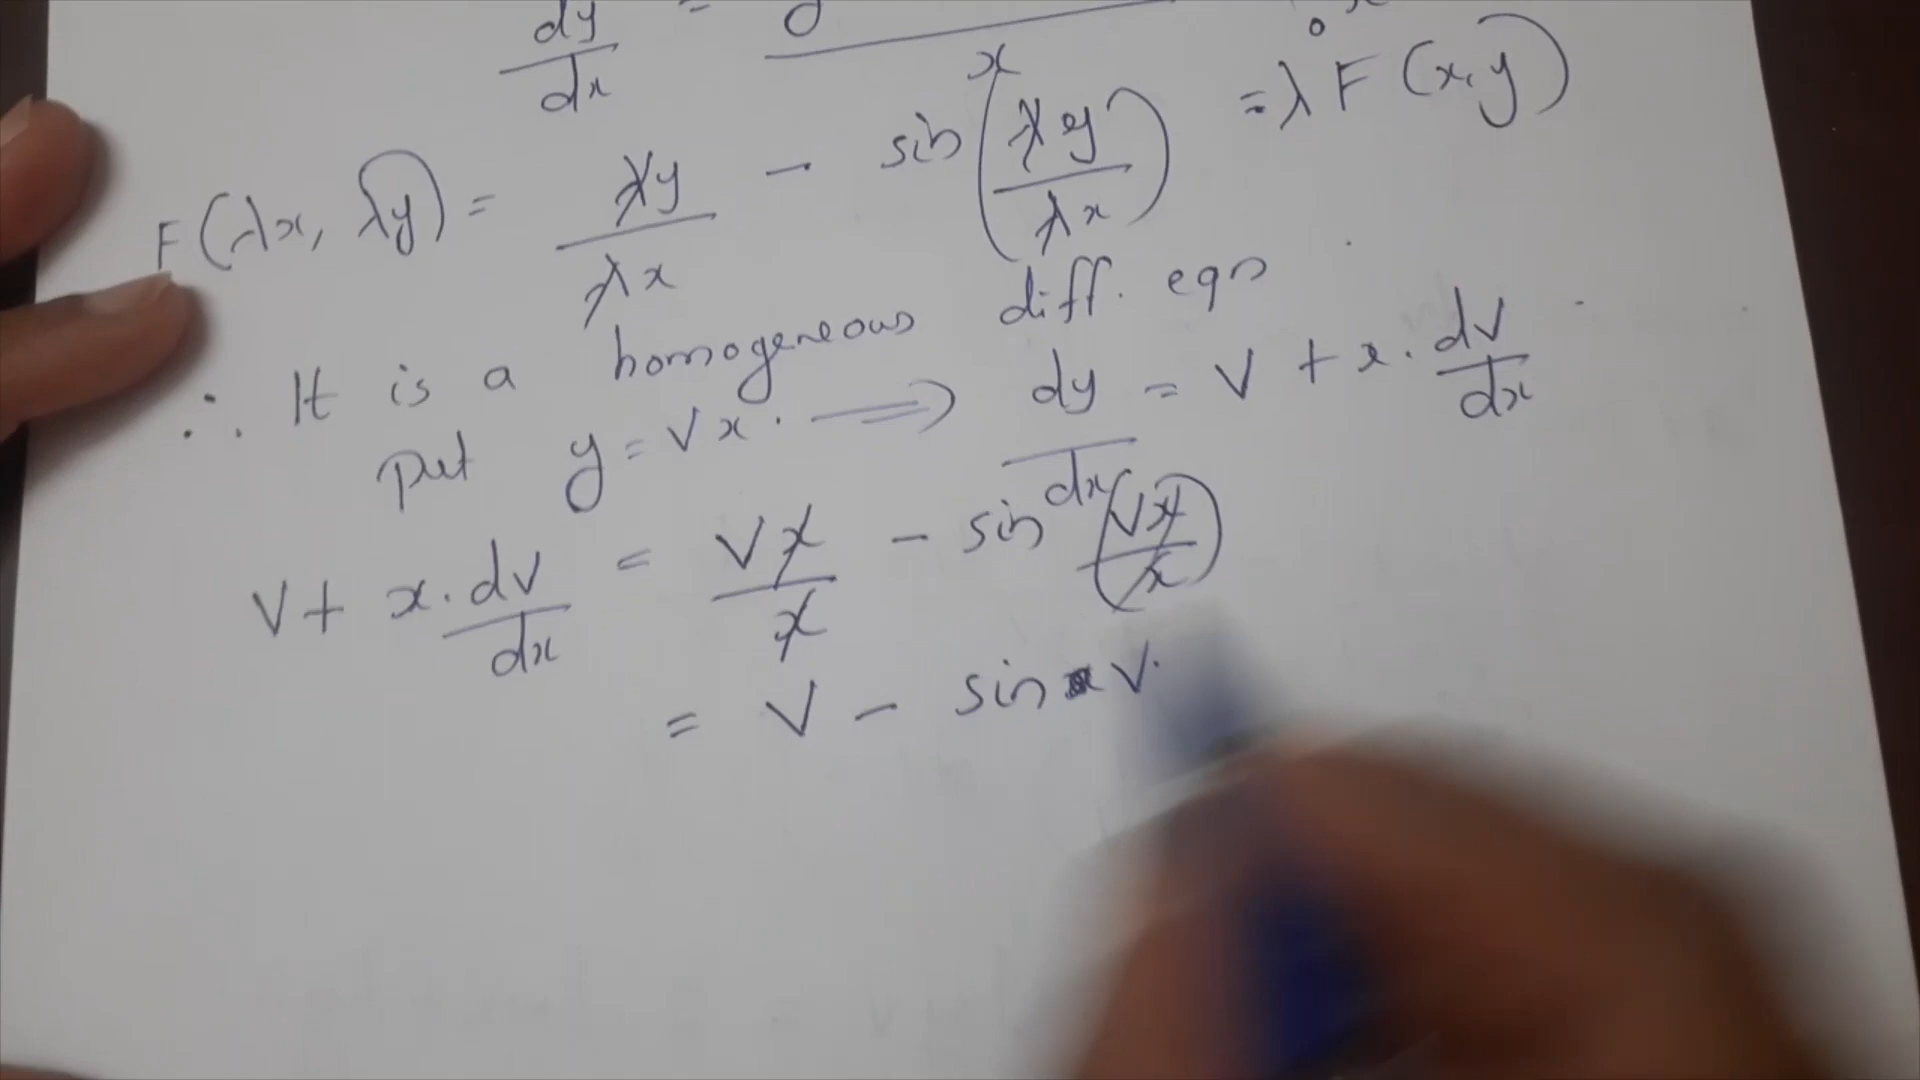 dy/dx =
x
F(λx, λy) = λy/λx - sin(λy/λx) = λ° F(x, y)
∴ It is a homogeneous diff. eqn
put y = vx. ⟹ dy/dx = v + x. dv/dx
v + x. dv/dx = vx/x - sin(vx/x)
= v - sin v.